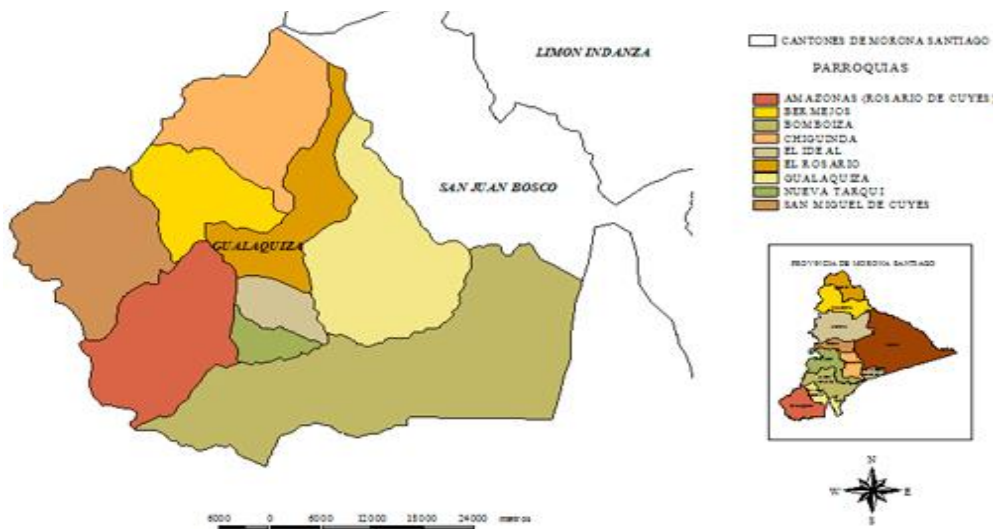 LIMON INDANZA
SAN JUAN BOSCO
GUALAQUIZA
CANTONES DE MORONA SANTIAGO
PARROQUIAS
AMAZONAS (ROSARIO DE CUYES)
BERMEJOS
BOMBOIZA
CHIGUINDA
EL IDEAL
EL ROSARIO
GUALAQUIZA
NUEVA TARQUI
SAN MIGUEL DE CUYES
PROVINCIA DE MORONA SANTIAGO
N
W E
S
6000 0 6000 12000 18000 24000 metros